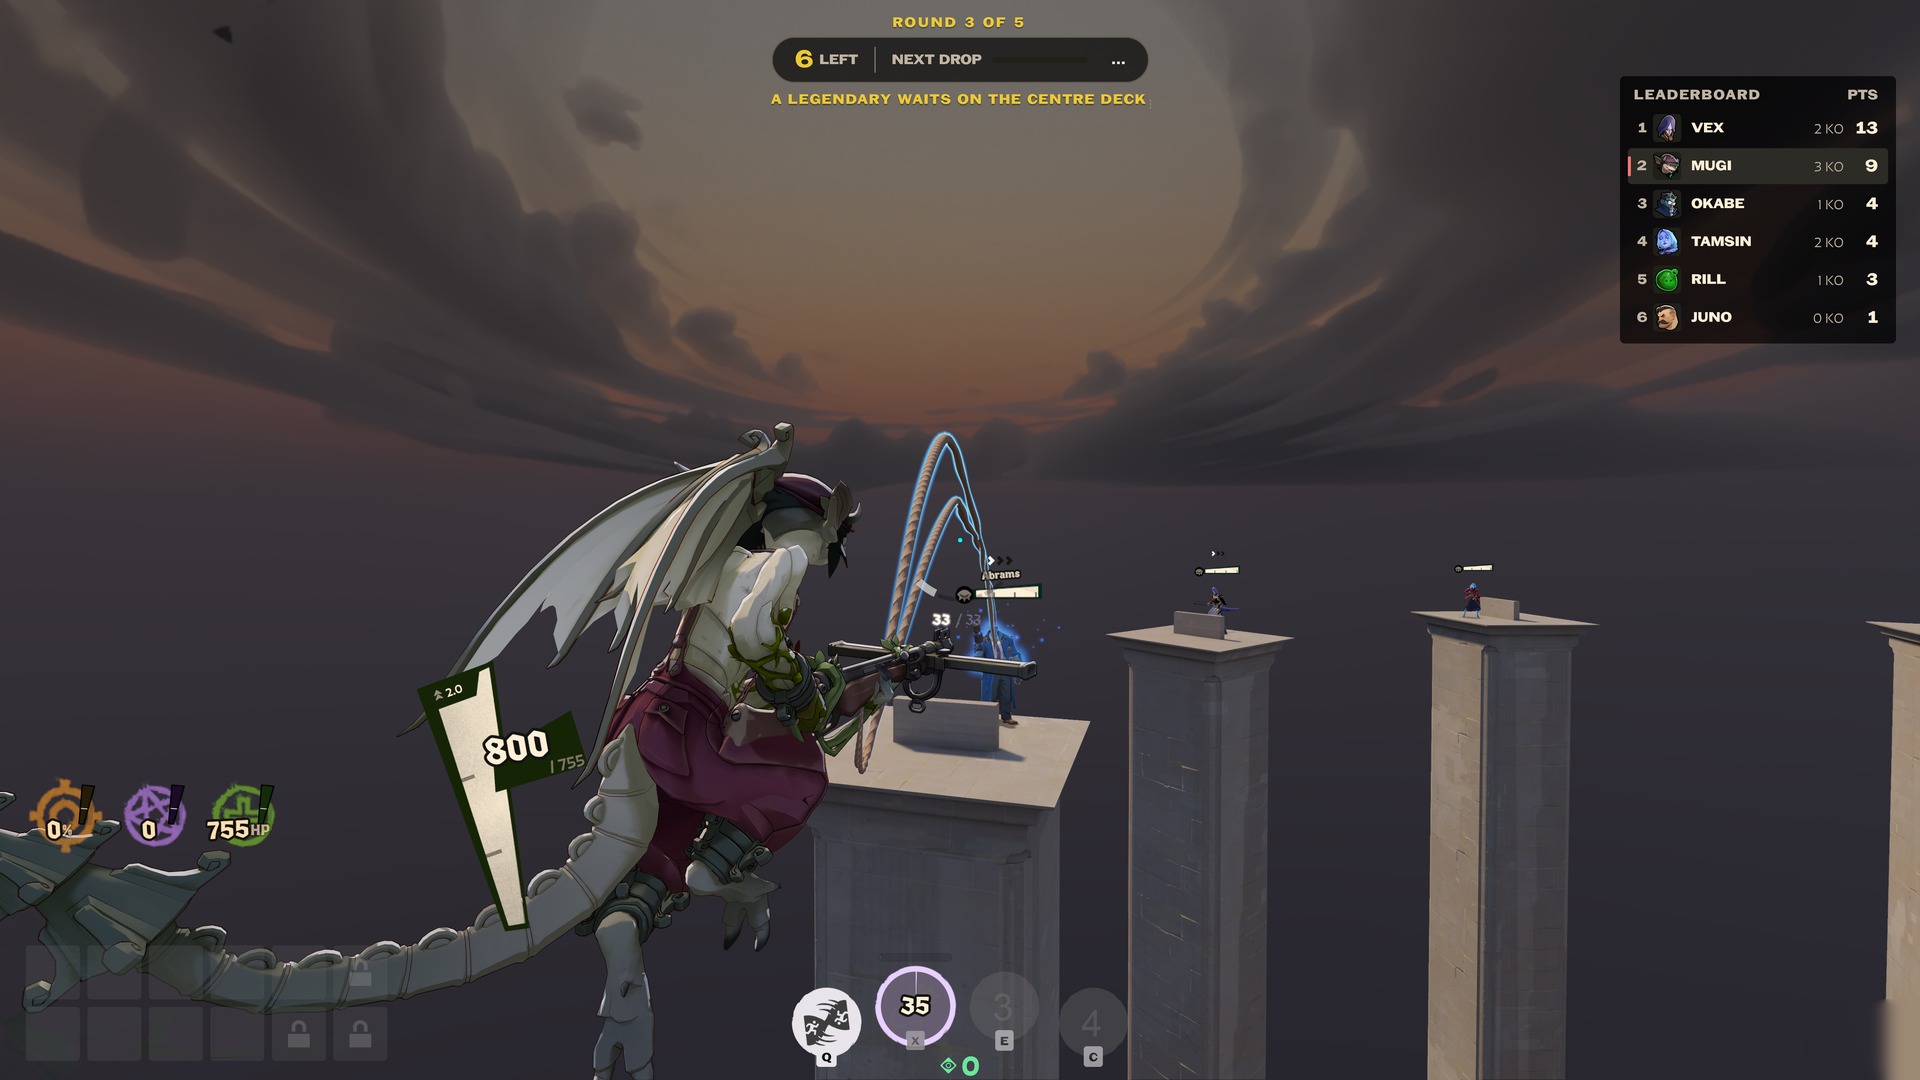 ROUND 3 OF 5
6 LEFT NEXT DROP ...
A LEGENDARY WAITS ON THE CENTRE DECK
LEADERBOARD PTS
1 VEX 2 KO 13
2 MUGI 3 KO 9
3 OKABE 1 KO 4
4 TAMSIN 2 KO 4
5 RILL 1 KO 3
6 JUNO 0 KO 1
Abrams
33 / 33
2.0
800
/ 755
0%
0
755HP
35
3
4
Q
X
E
C
0